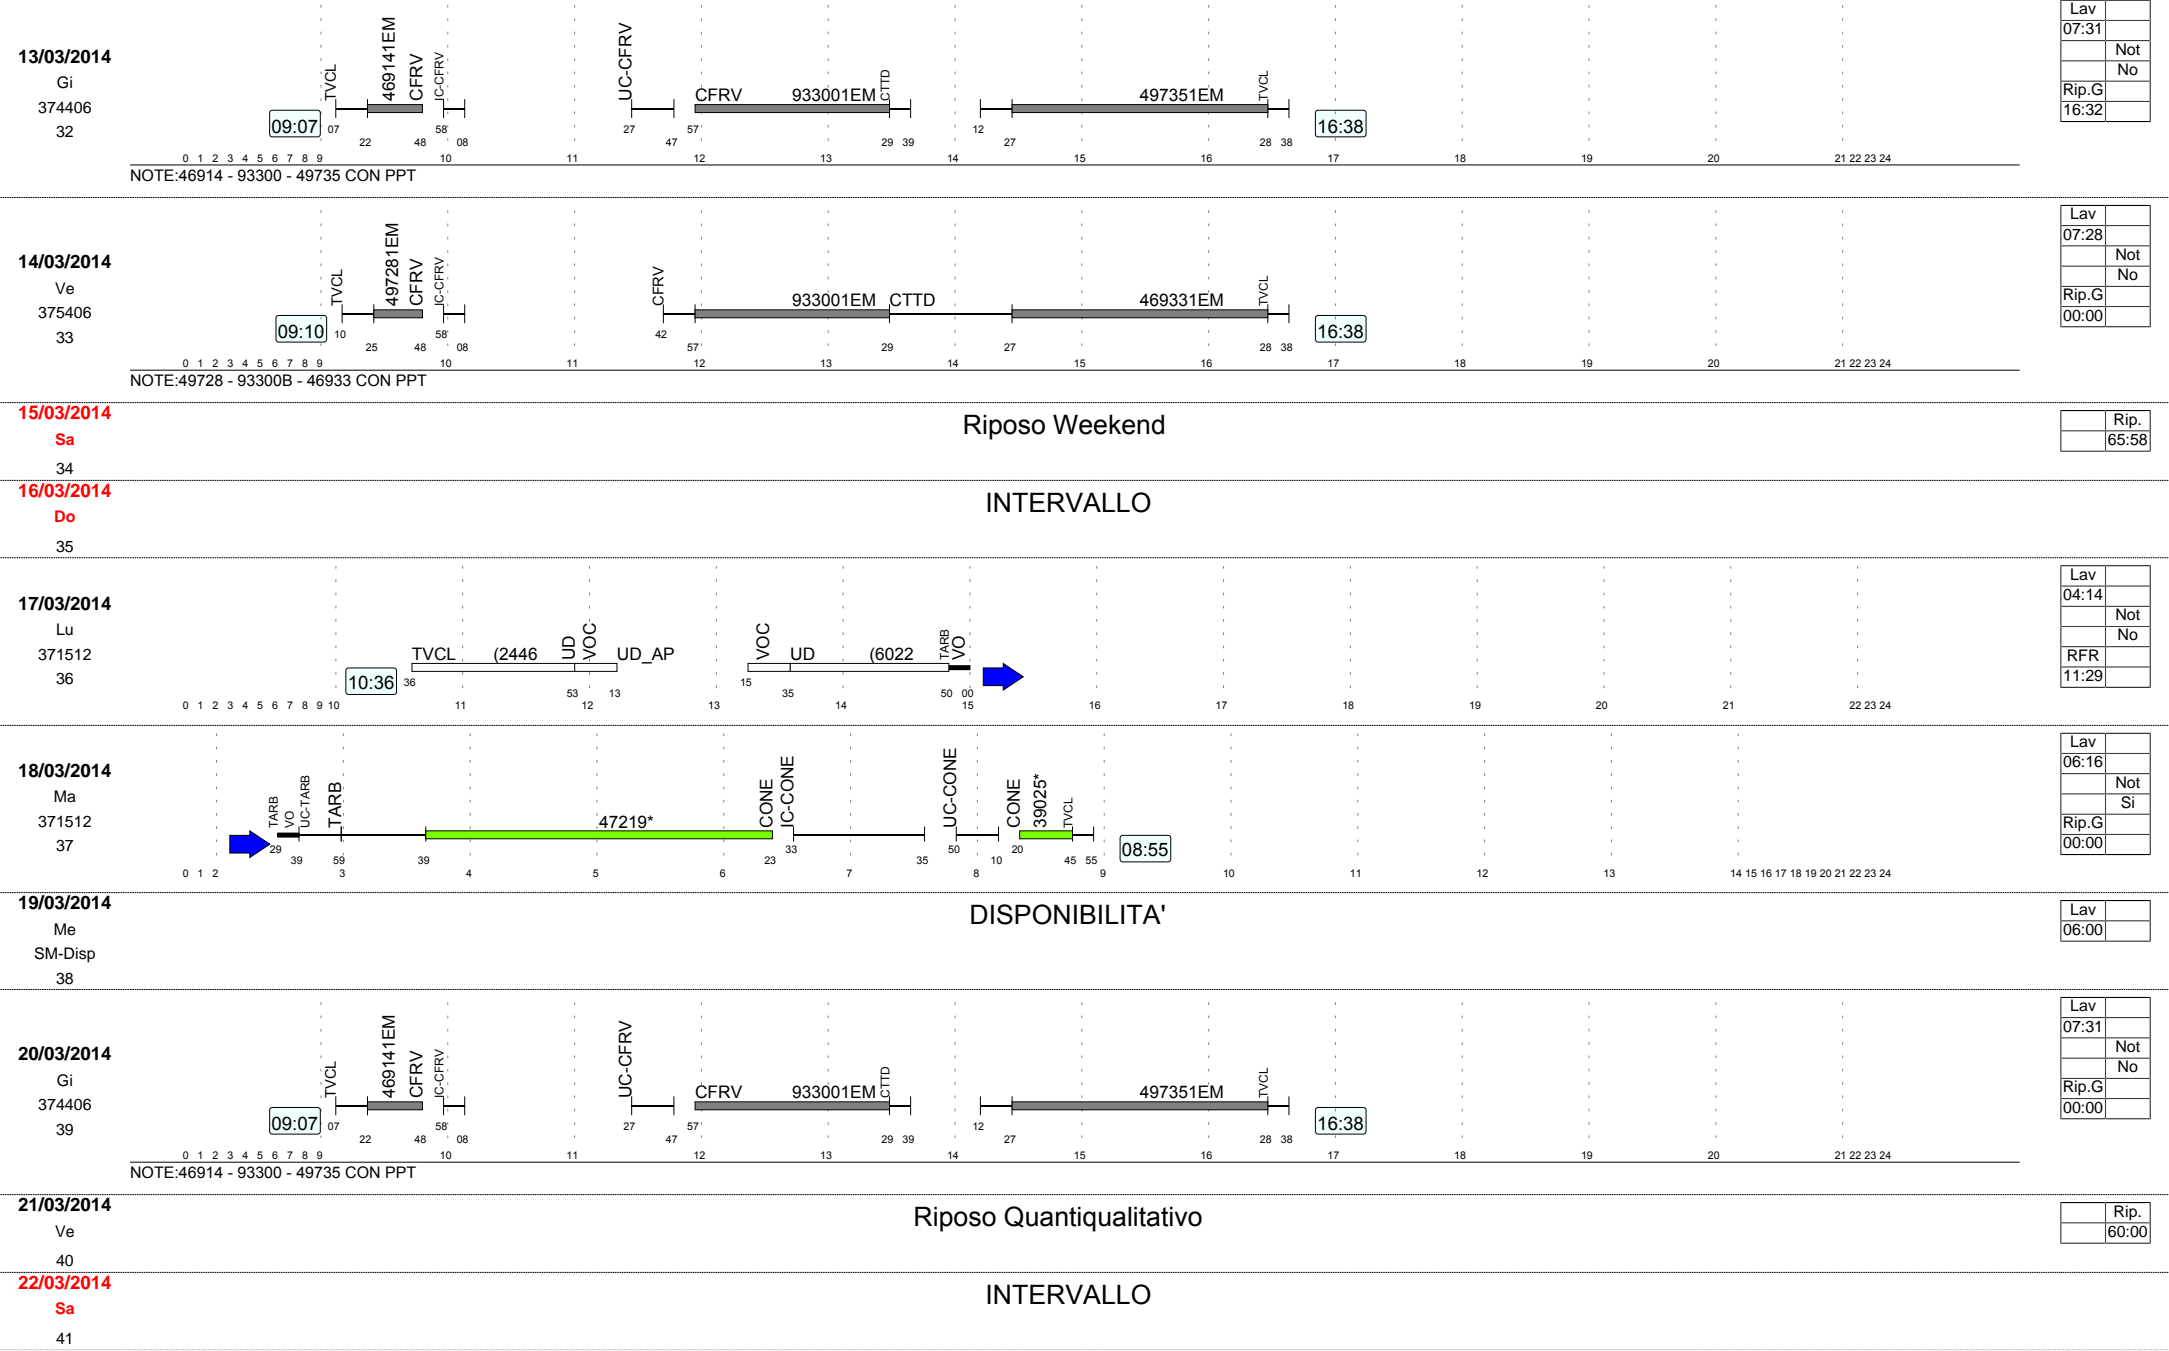 13/03/2014
Gi
374406
32
09:07
TVCL 469141EM CFRV IC-CFRV UC-CFRV CFRV 933001EM CTTD 497351EM TVCL
07 22 48 58 08 27 47 57 29 39 12 27 28 38
16:38
0 1 2 3 4 5 6 7 8 9 10 11 12 13 14 15 16 17 18 19 20 21 22 23 24
NOTE:46914 - 93300 - 49735 CON PPT
Lav
07:31
Not
No
Rip.G
16:32
14/03/2014
Ve
375406
33
09:10
TVCL 497281EM CFRV IC-CFRV CFRV 933001EM CTTD 469331EM TVCL
10 25 48 58 08 42 57 29 27 28 38
16:38
0 1 2 3 4 5 6 7 8 9 10 11 12 13 14 15 16 17 18 19 20 21 22 23 24
NOTE:49728 - 93300B - 46933 CON PPT
Lav
07:28
Not
No
Rip.G
00:00
15/03/2014
Sa
34
Riposo Weekend
Rip.
65:58
16/03/2014
Do
35
INTERVALLO
17/03/2014
Lu
371512
36
10:36
TVCL (2446 UD VOC UD_AP VOC UD (6022 TARB VO
36 53 13 15 35 50 00
0 1 2 3 4 5 6 7 8 9 10 11 12 13 14 15 16 17 18 19 20 21 22 23 24
Lav
04:14
Not
No
RFR
11:29
18/03/2014
Ma
371512
37
TARB VO UC-TARB TARB 47219* CONE IC-CONE UC-CONE CONE 39025* TVCL
29 39 59 39 23 33 35 50 10 20 45 55
08:55
0 1 2 3 4 5 6 7 8 9 10 11 12 13 14 15 16 17 18 19 20 21 22 23 24
Lav
06:16
Not
Si
Rip.G
00:00
19/03/2014
Me
SM-Disp
38
DISPONIBILITA'
Lav
06:00
20/03/2014
Gi
374406
39
09:07
TVCL 469141EM CFRV IC-CFRV UC-CFRV CFRV 933001EM CTTD 497351EM TVCL
07 22 48 58 08 27 47 57 29 39 12 27 28 38
16:38
0 1 2 3 4 5 6 7 8 9 10 11 12 13 14 15 16 17 18 19 20 21 22 23 24
NOTE:46914 - 93300 - 49735 CON PPT
Lav
07:31
Not
No
Rip.G
00:00
21/03/2014
Ve
40
Riposo Quantiqualitativo
Rip.
60:00
22/03/2014
Sa
41
INTERVALLO